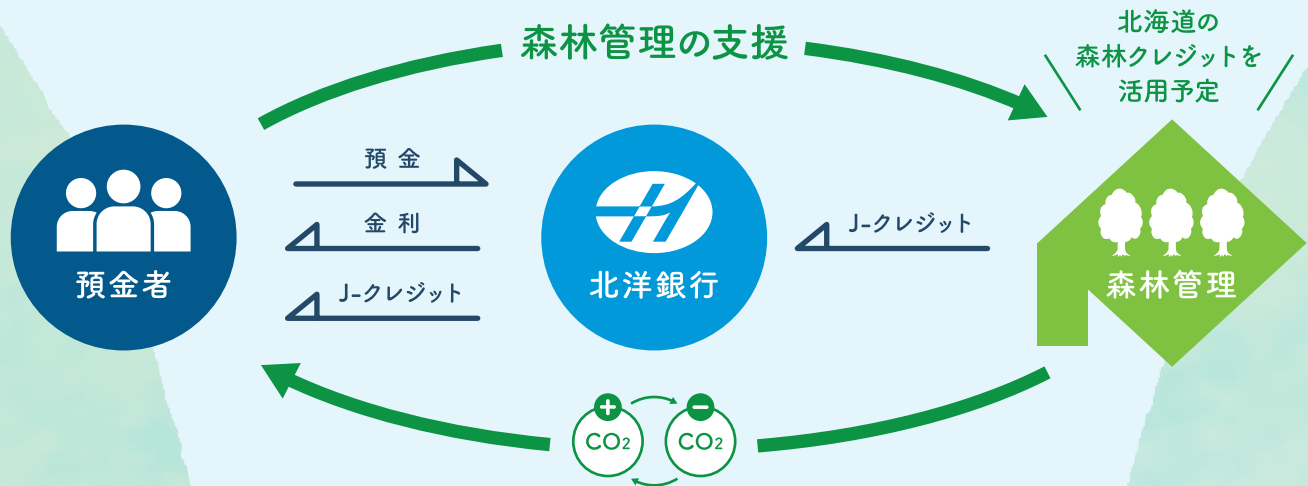 森林管理の支援
北海道の
森林クレジットを
活用予定
預金
金利
J-クレジット
預金者
北洋銀行
J-クレジット
森林管理
+
CO2
−
CO2